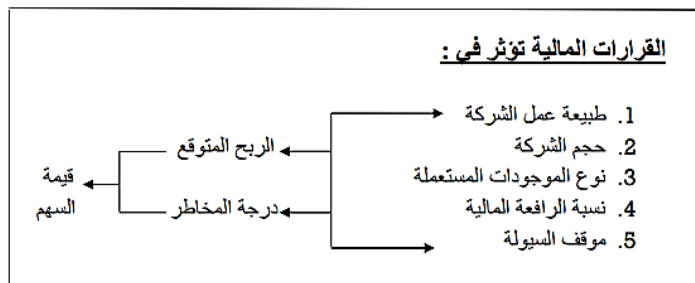 القرارات المالية تؤثر في :
1. طبيعة عمل الشركة
2. حجم الشركة
3. نوع الموجودات المستعملة
4. نسبة الرافعة المالية
5. موقف السيولة
الربح المتوقع
درجة المخاطر
قيمة
السهم